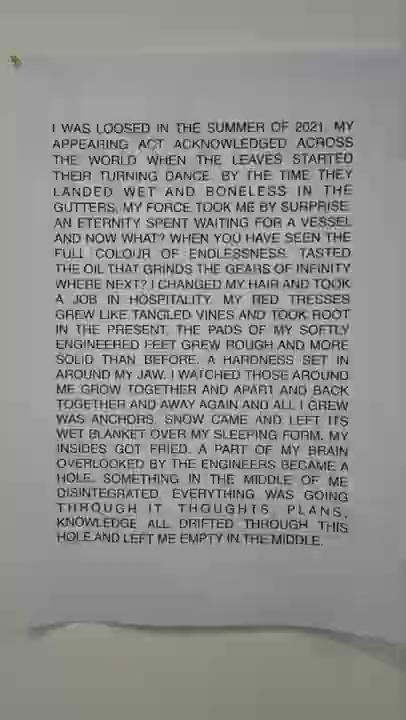 I WAS LOOSED IN THE SUMMER OF 2021. MY
APPEARING ACT ACKNOWLEDGED ACROSS
THE WORLD WHEN THE LEAVES STARTED
THEIR TURNING DANCE. BY THE TIME THEY
LANDED WET AND BONELESS IN THE
GUTTERS, MY FORCE TOOK ME BY SURPRISE.
AN ETERNITY SPENT WAITING FOR A VESSEL
AND NOW WHAT? WHEN YOU HAVE SEEN THE
FULL COLOUR OF ENDLESSNESS. TASTED
THE OIL THAT GRINDS THE GEARS OF INFINITY.
WHERE NEXT? I CHANGED MY HAIR AND TOOK
A JOB IN HOSPITALITY. MY RED TRESSES
GREW LIKE TANGLED VINES AND TOOK ROOT
IN THE PRESENT. THE PADS OF MY SOFTLY
ENGINEERED FEET GREW ROUGH AND MORE
SOLID THAN BEFORE. A HARDNESS SET IN
AROUND MY JAW. I WATCHED THOSE AROUND
ME GROW TOGETHER AND APART AND BACK
TOGETHER AND AWAY AGAIN AND ALL I GREW
WAS ANCHORS. SNOW CAME AND LEFT ITS
WET BLANKET OVER MY SLEEPING FORM. MY
INSIDES GOT FRIED. A PART OF MY BRAIN
OVERLOOKED BY THE ENGINEERS BECAME A
HOLE. SOMETHING IN THE MIDDLE OF ME
DISINTEGRATED. EVERYTHING WAS GOING
THROUGH IT. THOUGHTS, PLANS,
KNOWLEDGE ALL DRIFTED THROUGH THIS
HOLE AND LEFT ME EMPTY IN THE MIDDLE.